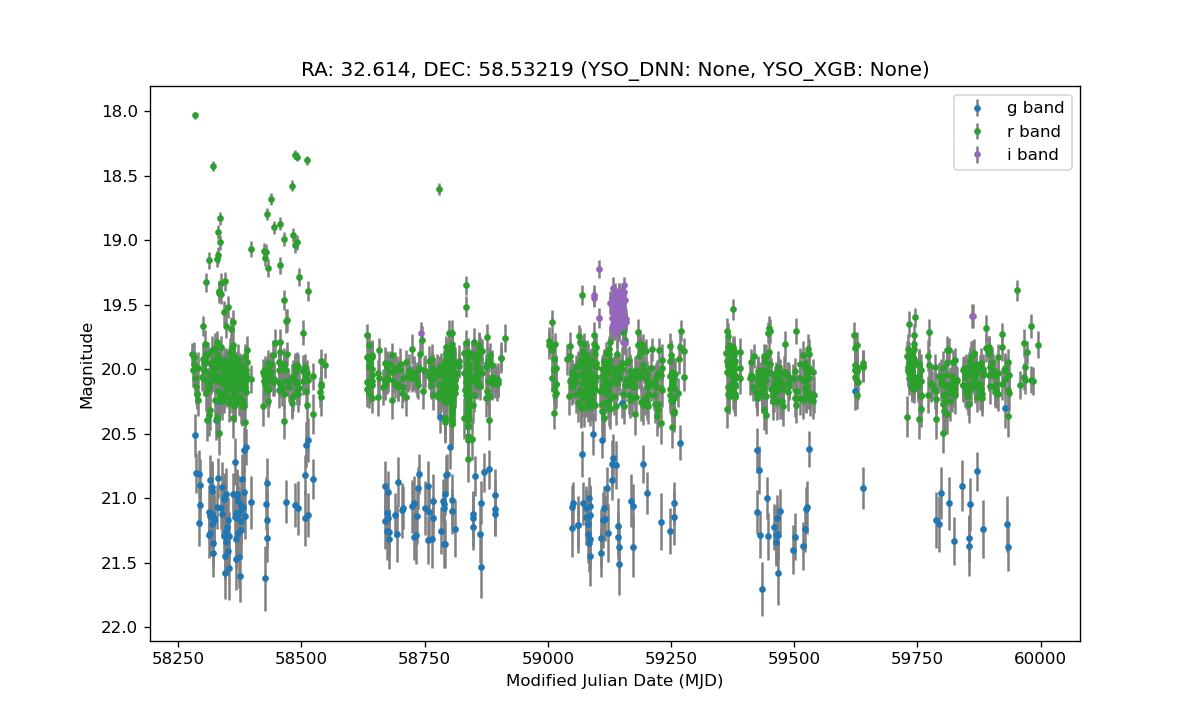 RA: 32.614, DEC: 58.53219 (YSO_DNN: None, YSO_XGB: None)
g band
r band
i band
18.0
18.5
19.0
19.5
20.0
20.5
21.0
21.5
22.0
Magnitude
58250 58500 58750 59000 59250 59500 59750 60000
Modified Julian Date (MJD)